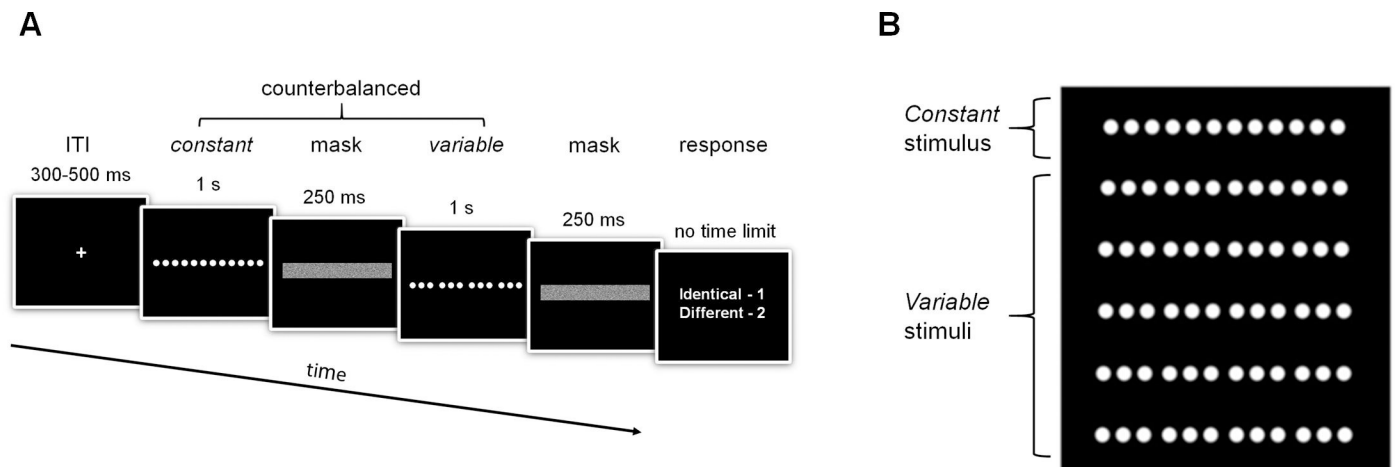 A
counterbalanced
ITI
constant
mask
variable
mask
response
300-500 ms
1 s
250 ms
1 s
250 ms
no time limit
+
Identical - 1
Different - 2
time
B
Constant
stimulus
Variable
stimuli